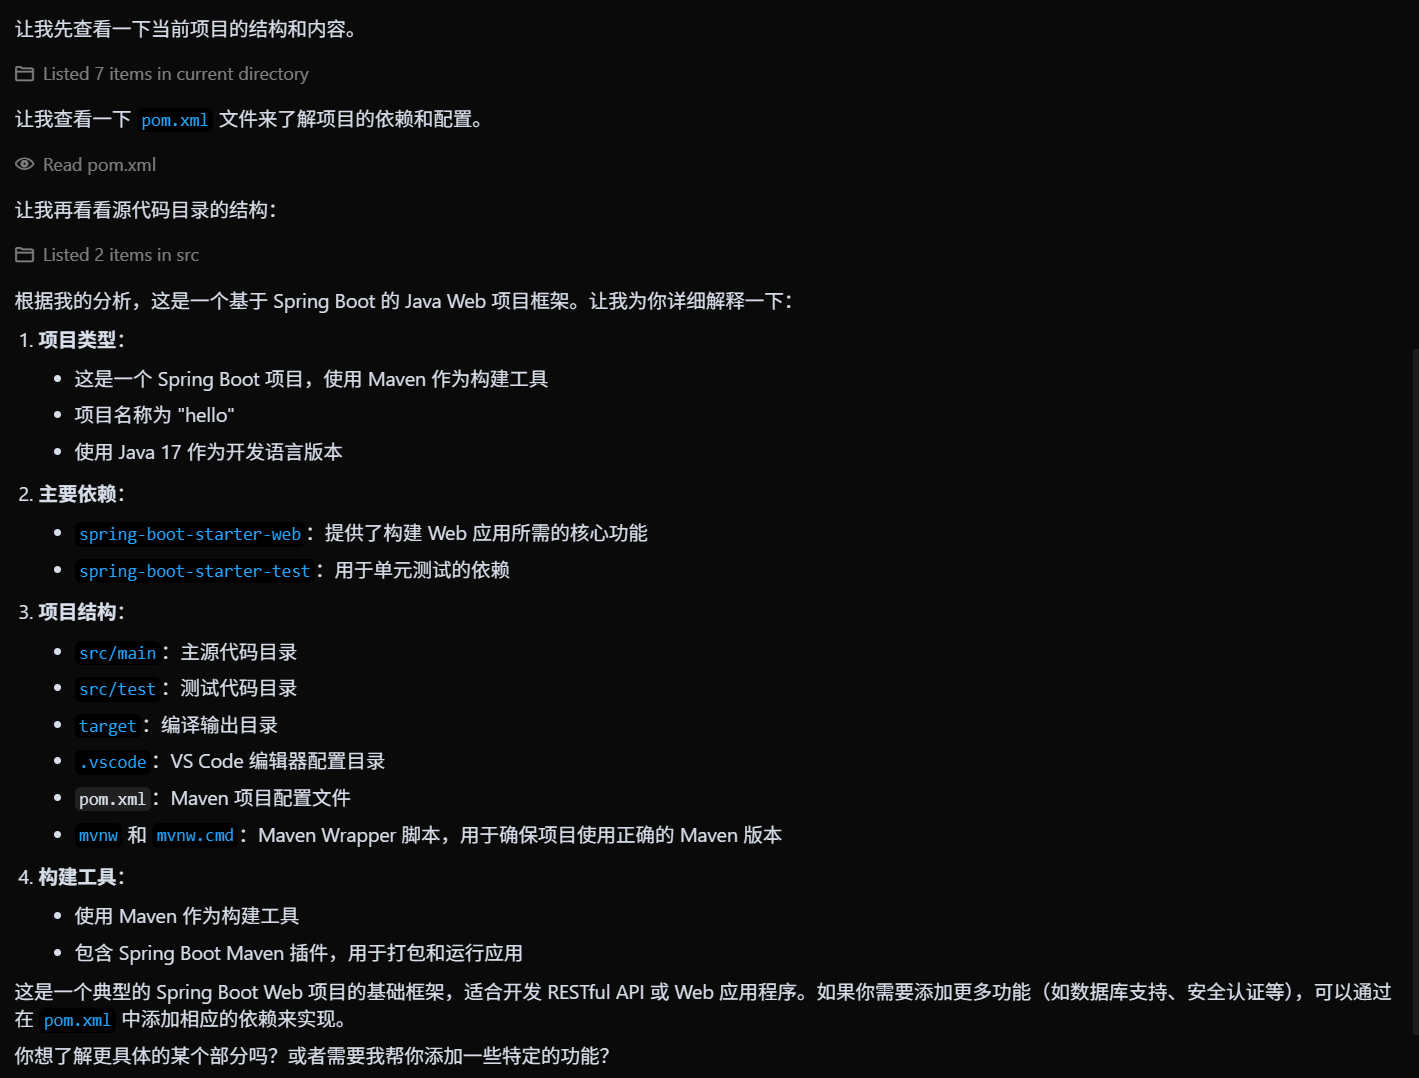 让我先查看一下当前项目的结构和内容。
Listed 7 items in current directory
让我查看一下 pom.xml 文件来了解项目的依赖和配置。
Read pom.xml
让我再看看源代码目录的结构：
Listed 2 items in src
根据我的分析，这是一个基于 Spring Boot 的 Java Web 项目框架。让我为你详细解释一下：
1. 项目类型：
• 这是一个 Spring Boot 项目，使用 Maven 作为构建工具
• 项目名称为 "hello"
• 使用 Java 17 作为开发语言版本
2. 主要依赖：
• spring-boot-starter-web：提供了构建 Web 应用所需的核心功能
• spring-boot-starter-test：用于单元测试的依赖
3. 项目结构：
• src/main：主源代码目录
• src/test：测试代码目录
• target：编译输出目录
• .vscode：VS Code 编辑器配置目录
• pom.xml：Maven 项目配置文件
• mvnw 和 mvnw.cmd：Maven Wrapper 脚本，用于确保项目使用正确的 Maven 版本
4. 构建工具：
• 使用 Maven 作为构建工具
• 包含 Spring Boot Maven 插件，用于打包和运行应用
这是一个典型的 Spring Boot Web 项目的基础框架，适合开发 RESTful API 或 Web 应用程序。如果你需要添加更多功能（如数据库支持、安全认证等），可以通过
在 pom.xml 中添加相应的依赖来实现。
你想了解更具体的某个部分吗？或者需要我帮你添加一些特定的功能？